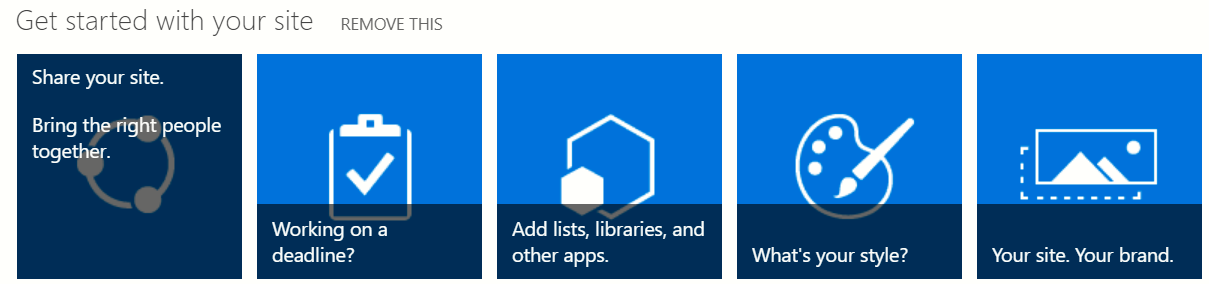 Get started with your site REMOVE THIS
Share your site.
Bring the right people
together.
Working on a
deadline?
Add lists, libraries, and
other apps.
What's your style?
Your site. Your brand.